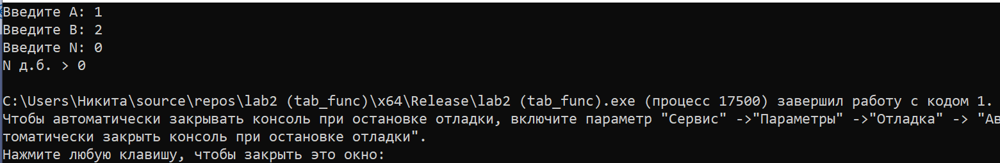 Введите A: 1
Введите B: 2
Введите N: 0
N д.б. > 0
C:\Users\Никита\source\repos\lab2 (tab_func)\x64\Release\lab2 (tab_func).exe (процесс 17500) завершил работу с кодом 1.
Чтобы автоматически закрывать консоль при остановке отладки, включите параметр "Сервис" ->"Параметры" ->"Отладка" -> "Ав
томатически закрыть консоль при остановке отладки".
Нажмите любую клавишу, чтобы закрыть это окно: